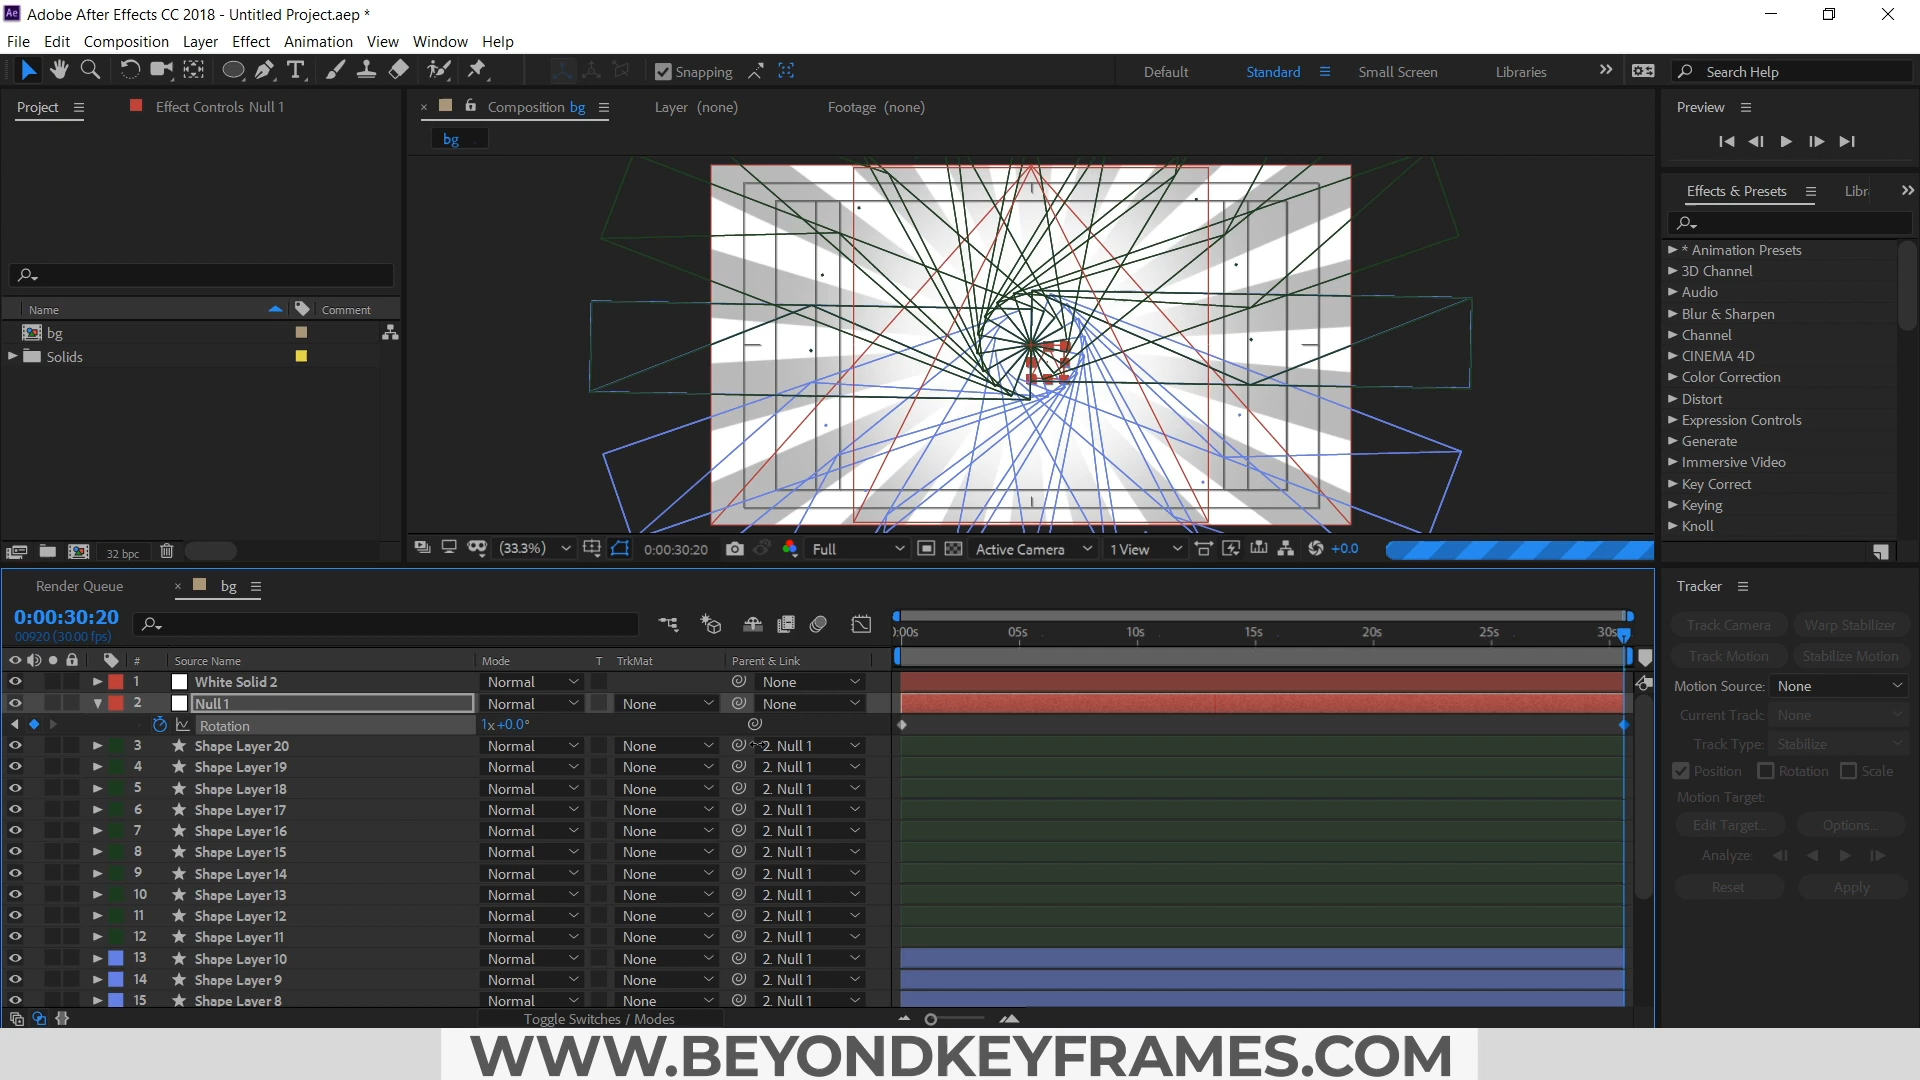 Adobe After Effects CC 2018 - Untitled Project.aep *
File Edit Composition Layer Effect Animation View Window Help
Snapping Default Standard Small Screen Libraries Search Help
Project Effect Controls Null 1 Composition bg Layer (none) Footage (none) Preview
bg
Effects & Presets Libr
* Animation Presets
3D Channel
Audio
Blur & Sharpen
Channel
CINEMA 4D
Color Correction
Distort
Expression Controls
Generate
Immersive Video
Key Correct
Keying
Knoll
Name Comment
bg
Solids
32 bpc
(33.3%) 0:00:30:20 Full Active Camera 1 View +0.0
Render Queue bg
0:00:30:20
00920 (30.00 fps)
):00s 05s 10s 15s 20s 25s 30s
# Source Name Mode T TrkMat Parent & Link
1 White Solid 2 Normal None
2 Null 1 Normal None None
Rotation 1x+0.0°
3 Shape Layer 20 Normal None 2. Null 1
4 Shape Layer 19 Normal None 2. Null 1
5 Shape Layer 18 Normal None 2. Null 1
6 Shape Layer 17 Normal None 2. Null 1
7 Shape Layer 16 Normal None 2. Null 1
8 Shape Layer 15 Normal None 2. Null 1
9 Shape Layer 14 Normal None 2. Null 1
10 Shape Layer 13 Normal None 2. Null 1
11 Shape Layer 12 Normal None 2. Null 1
12 Shape Layer 11 Normal None 2. Null 1
13 Shape Layer 10 Normal None 2. Null 1
14 Shape Layer 9 Normal None 2. Null 1
15 Shape Layer 8 Normal None 2. Null 1
Toggle Switches / Modes
Tracker
Track Camera Warp Stabilizer
Track Motion Stabilize Motion
Motion Source: None
Current Track: None
Track Type: Stabilize
Position Rotation Scale
Motion Target:
Edit Target... Options...
Analyze:
Reset Apply
WWW.BEYONDKEYFRAMES.COM